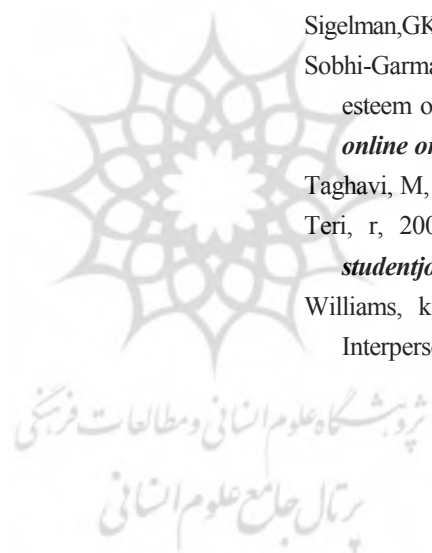 Sigelman,GK
Sobhi-Garma
esteem o
online or
Taghavi, M,
Teri, r, 200
studentjo
Williams, k
Interperso
پژوهشگاه علوم انسانی و مطالعات فرهنگی
پرتال جامع علوم انسانی